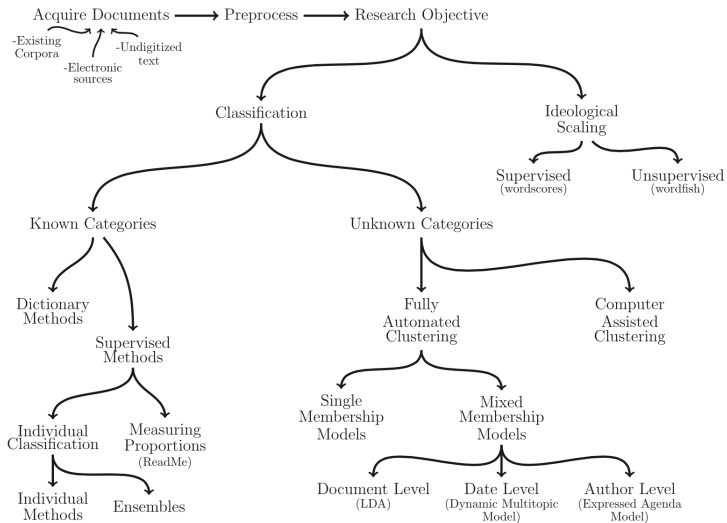 Acquire Documents
Preprocess
Research Objective
-Existing
Corpora
-Electronic
sources
-Undigitized
text
Classification
Ideological
Scaling
Supervised
(wordscores)
Unsupervised
(wordfish)
Known Categories
Unknown Categories
Dictionary
Methods
Supervised
Methods
Fully
Automated
Clustering
Computer
Assisted
Clustering
Individual
Classification
Measuring
Proportions
(ReadMe)
Single
Membership
Models
Mixed
Membership
Models
Individual
Methods
Ensembles
Document Level
(LDA)
Date Level
(Dynamic Multitopic
Model)
Author Level
(Expressed Agenda
Model)